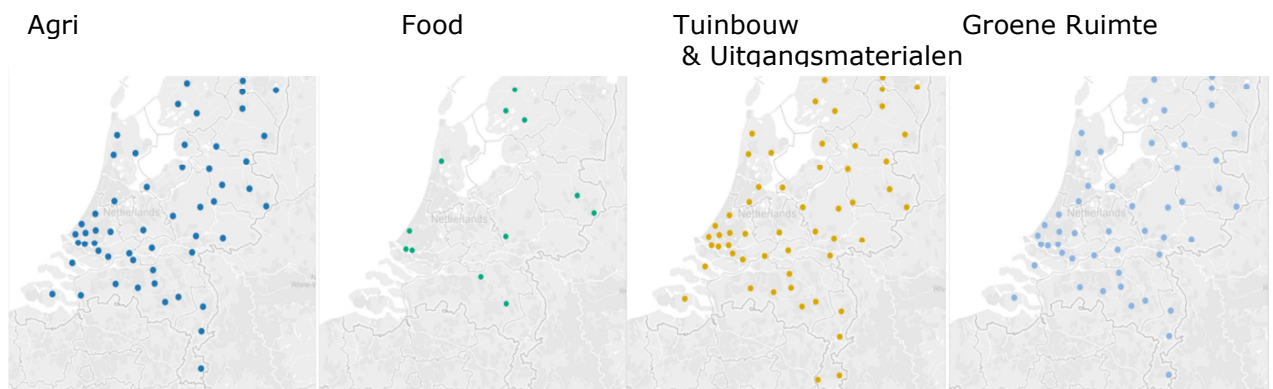 Agri
Food
Tuinbouw
& Uitgangsmaterialen
Groene Ruimte
Netherlands
Netherlands
Netherlands
Netherlands